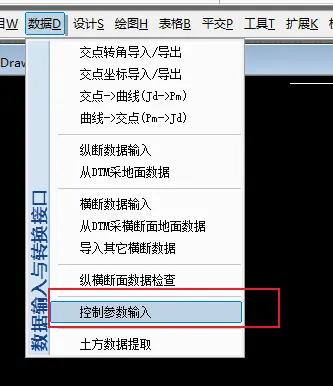 目W 数据D 设计S 绘图H 表格B 平交P 工具T 扩展K
Draw
交点转角导入/导出
交点坐标导入/导出
交点->曲线(Jd->Pm)
曲线->交点(Pm->Jd)
纵断数据输入
从DTM采地面数据
横断数据输入
从DTM采横断面地面数据
导入其它横断数据
纵横断面数据检查
控制参数输入
土方数据提取
数据输入与转换接口